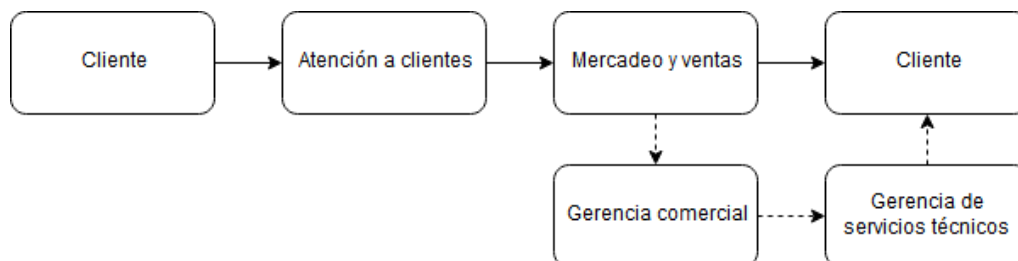 Cliente
Atención a clientes
Mercadeo y ventas
Cliente
Gerencia comercial
Gerencia de
servicios técnicos